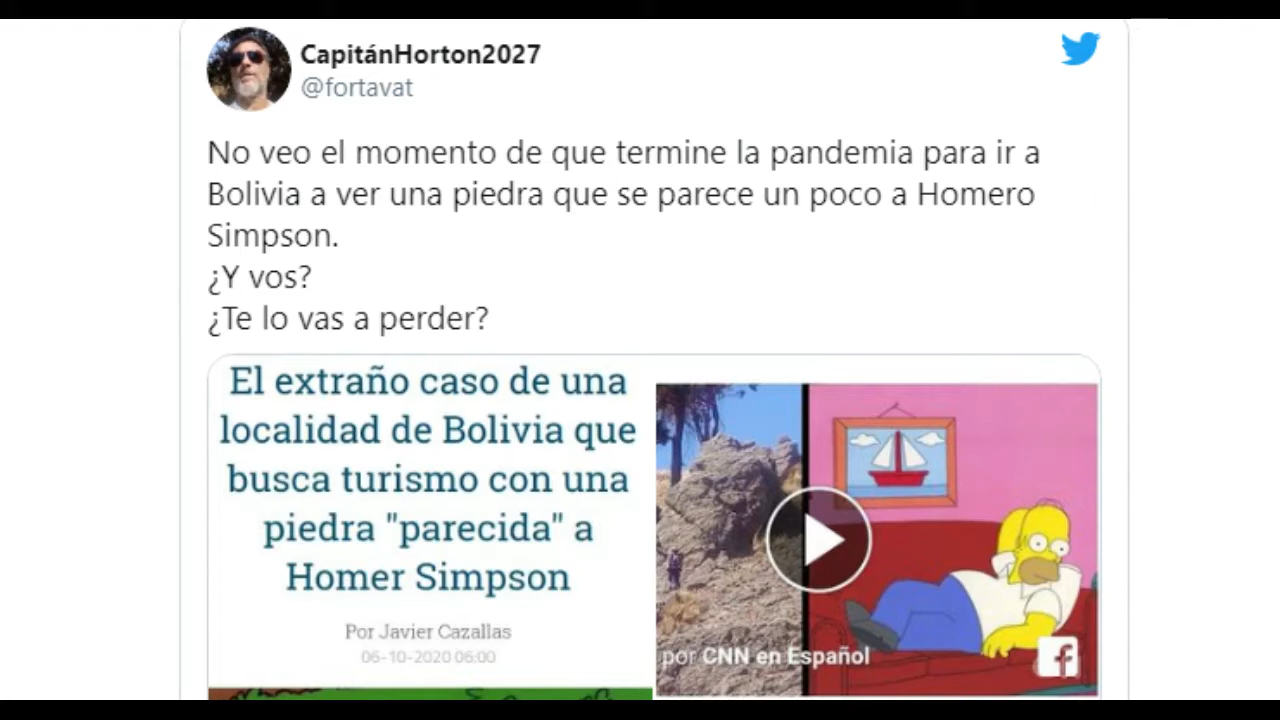 CapitánHorton2027
@fortavat
No veo el momento de que termine la pandemia para ir a
Bolivia a ver una piedra que se parece un poco a Homero
Simpson.
¿Y vos?
¿Te lo vas a perder?
El extraño caso de una
localidad de Bolivia que
busca turismo con una
piedra "parecida" a
Homer Simpson
Por Javier Cazallas
06-10-2020 06:00
por CNN en Español